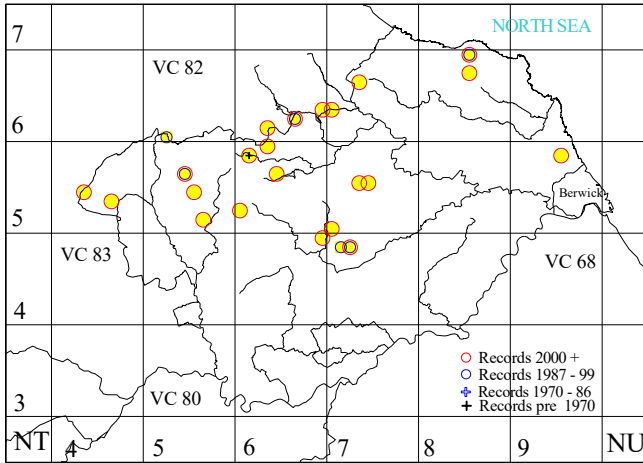 NORTH SEA
7
VC 82
6
Berwick
5
VC 83
VC 68
4
Records 2000 +
Records 1987 - 99
VC 80
Records 1970 - 86
Records pre 1970
3
NT 4 5 6 7 8 9 NU